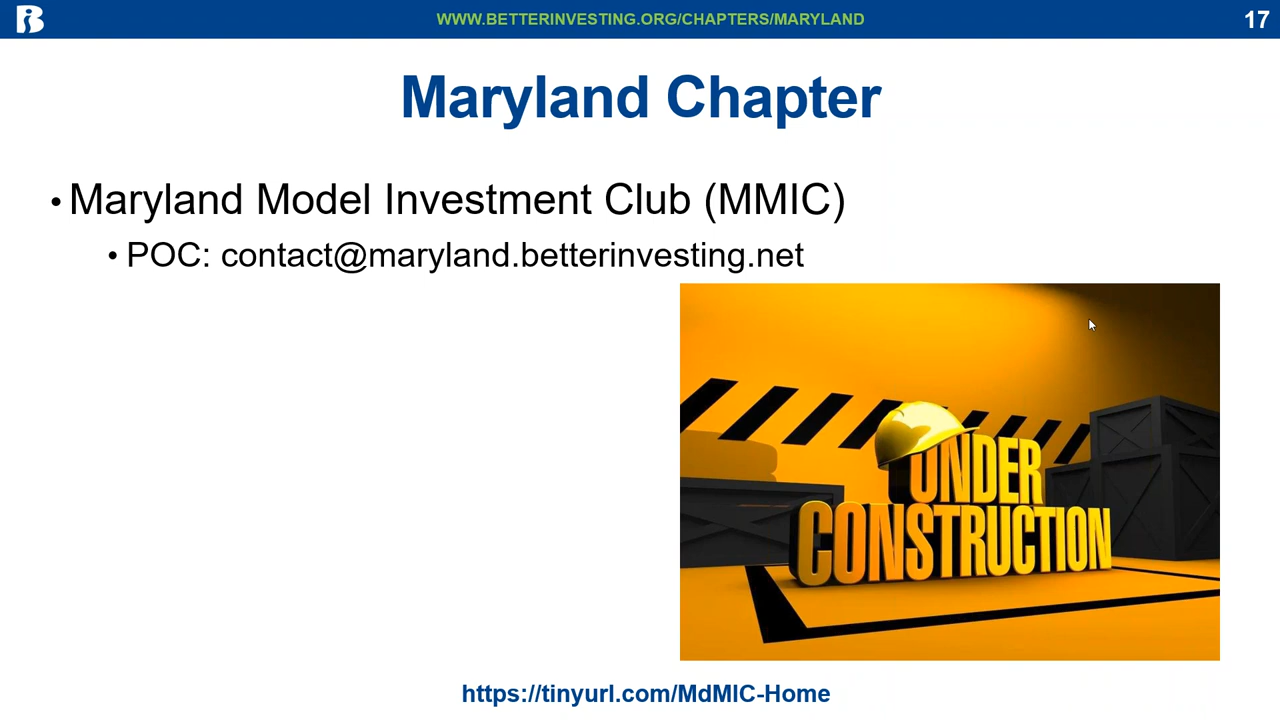 WWW.BETTERINVESTING.ORG/CHAPTERS/MARYLAND
17
Maryland Chapter
• Maryland Model Investment Club (MMIC)
• POC: contact@maryland.betterinvesting.net
UNDER
CONSTRUCTION
https://tinyurl.com/MdMIC-Home